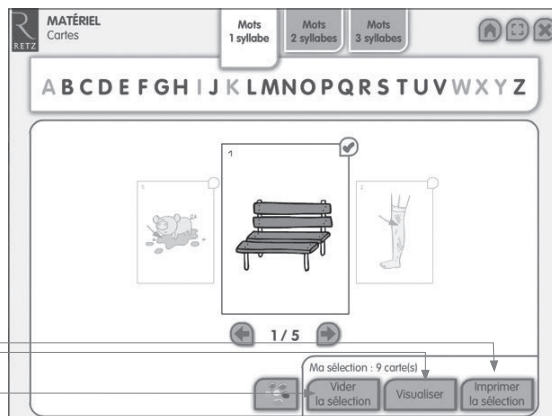 RETZ
MATÉRIEL
Cartes
Mots
1 syllabe
Mots
2 syllabes
Mots
3 syllabes
A B C D E F G H I J K L M N O P Q R S T U V W X Y Z
1
2
1 / 5
Ma sélection : 9 carte(s)
Vider
la sélection
Visualiser
Imprimer
la sélection